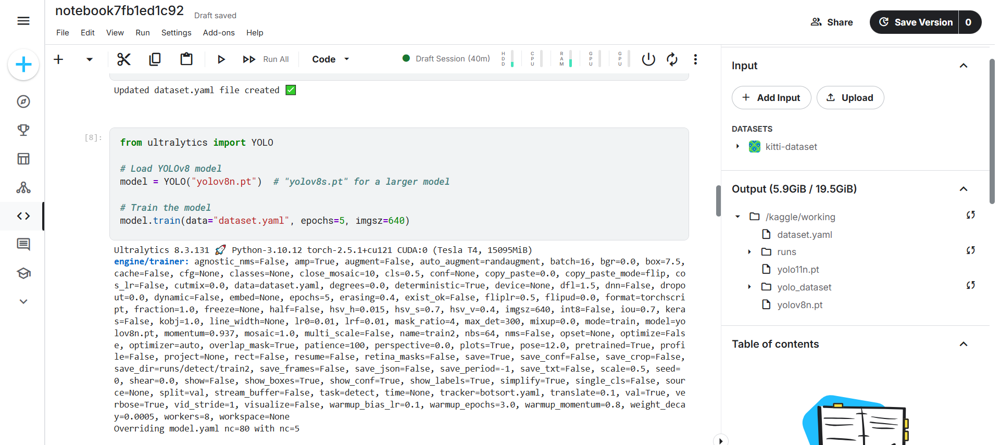 notebook7fb1ed1c92
Draft saved
File Edit View Run Settings Add-ons Help
Share
Save Version 0
Run All
Code
Draft Session (40m)
HDD
CPU
RAM
GPU
GPU
Updated dataset.yaml file created ✅
[8]:
from ultralytics import YOLO
# Load YOLOv8 model
model = YOLO("yolov8n.pt")  # "yolov8s.pt" for a larger model
# Train the model
model.train(data="dataset.yaml", epochs=5, imgsz=640)
Ultralytics 8.3.131 🚀 Python-3.10.12 torch-2.5.1+cu121 CUDA:0 (Tesla T4, 15095MiB)
engine/trainer: agnostic_nms=False, amp=True, augment=False, auto_augment=randaugment, batch=16, bgr=0.0, box=7.5,
cache=False, cfg=None, classes=None, close_mosaic=10, cls=0.5, conf=None, copy_paste=0.0, copy_paste_mode=flip, co
s_lr=False, cutmix=0.0, data=dataset.yaml, degrees=0.0, deterministic=True, device=None, dfl=1.5, dnn=False, dropo
ut=0.0, dynamic=False, embed=None, epochs=5, erasing=0.4, exist_ok=False, fliplr=0.5, flipud=0.0, format=torchscri
pt, fraction=1.0, freeze=None, half=False, hsv_h=0.015, hsv_s=0.7, hsv_v=0.4, imgsz=640, int8=False, iou=0.7, kera
s=False, kobj=1.0, line_width=None, lr0=0.01, lrf=0.01, mask_ratio=4, max_det=300, mixup=0.0, mode=train, model=yo
lov8n.pt, momentum=0.937, mosaic=1.0, multi_scale=False, name=train2, nbs=64, nms=False, opset=None, optimize=Fals
e, optimizer=auto, overlap_mask=True, patience=100, perspective=0.0, plots=True, pose=12.0, pretrained=True, profi
le=False, project=None, rect=False, resume=False, retina_masks=False, save=True, save_conf=False, save_crop=False,
save_dir=runs/detect/train2, save_frames=False, save_json=False, save_period=-1, save_txt=False, scale=0.5, seed=
0, shear=0.0, show=False, show_boxes=True, show_conf=True, show_labels=True, simplify=True, single_cls=False, sour
ce=None, split=val, stream_buffer=False, task=detect, time=None, tracker=botsort.yaml, translate=0.1, val=True, ve
rbose=True, vid_stride=1, visualize=False, warmup_bias_lr=0.1, warmup_epochs=3.0, warmup_momentum=0.8, weight_deca
y=0.0005, workers=8, workspace=None
Overriding model.yaml nc=80 with nc=5
Input
Add Input
Upload
DATASETS
kitti-dataset
Output (5.9GiB / 19.5GiB)
/kaggle/working
dataset.yaml
runs
yolo11n.pt
yolo_dataset
yolov8n.pt
Table of contents